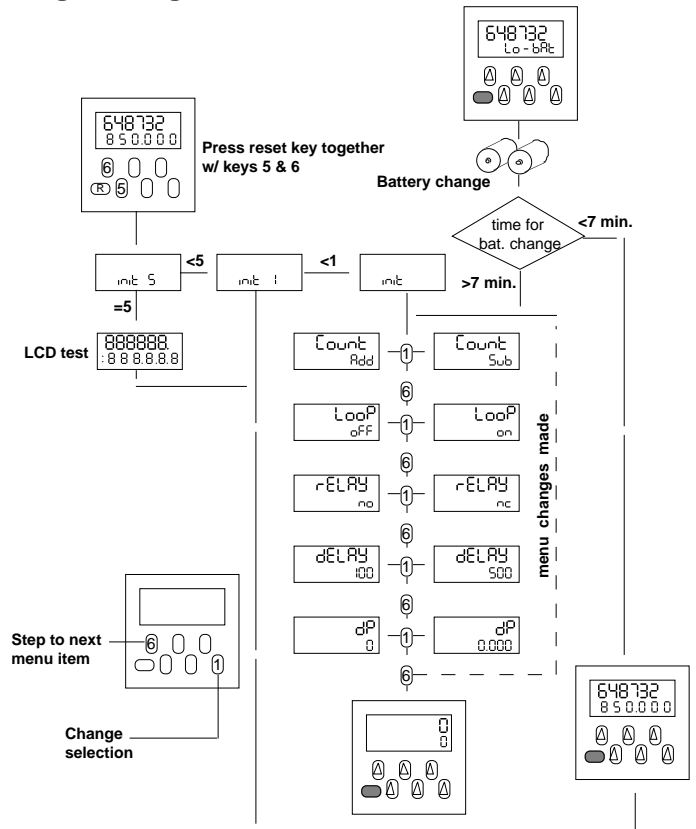 648732
Lo-bAt
648732
850.000
6
R 5
Press reset key together
w/ keys 5 & 6
Battery change
time for
bat. change
<7 min.
>7 min.
init 5
<5
init 1
<1
init
=5
LCD test
888888.
:888.8.8.8
Count
Add
1
Count
Sub
6
LooP
oFF
1
LooP
on
6
rELAY
no
1
rELAY
nc
6
dELAY
100
1
dELAY
500
6
dP
0
1
dP
0.000
6
menu changes made
Step to next
menu item
6
1
Change
selection
0
0
648732
850.000